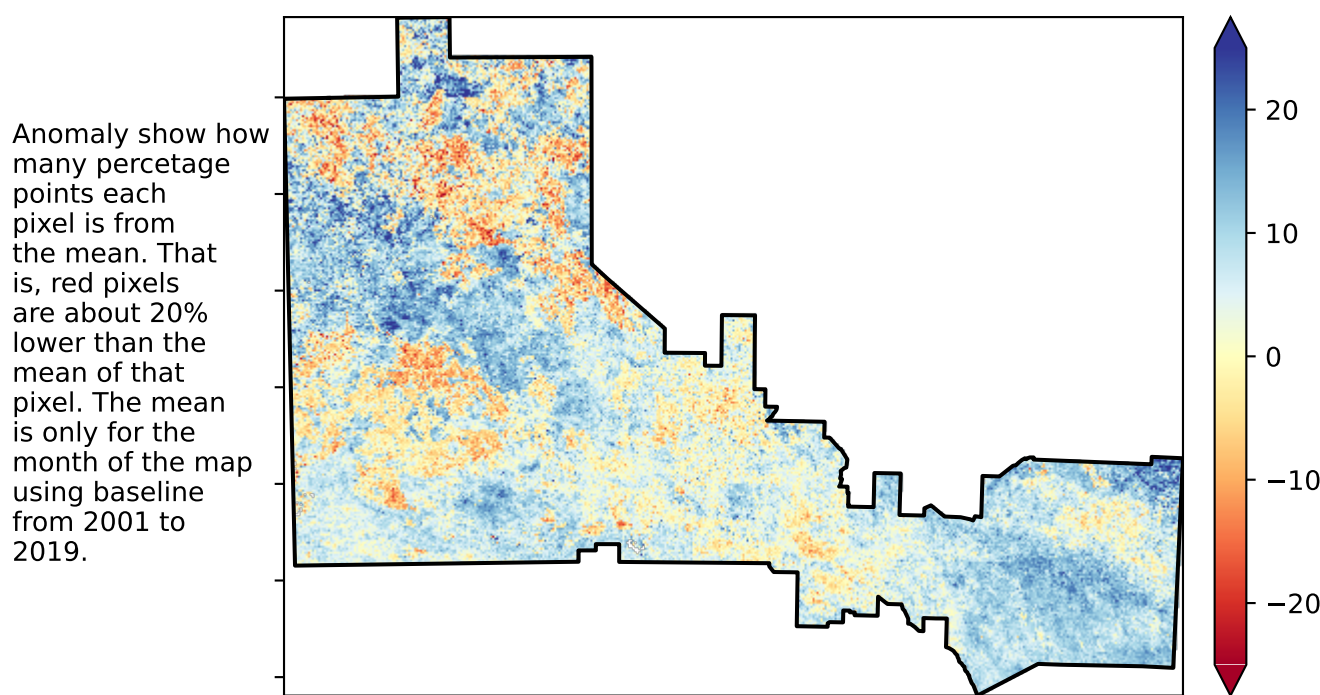 Anomaly show how
many percetage
points each
pixel is from
the mean. That
is, red pixels
are about 20%
lower than the
mean of that
pixel. The mean
is only for the
month of the map
using baseline
from 2001 to
2019.
20
10
0
−10
−20